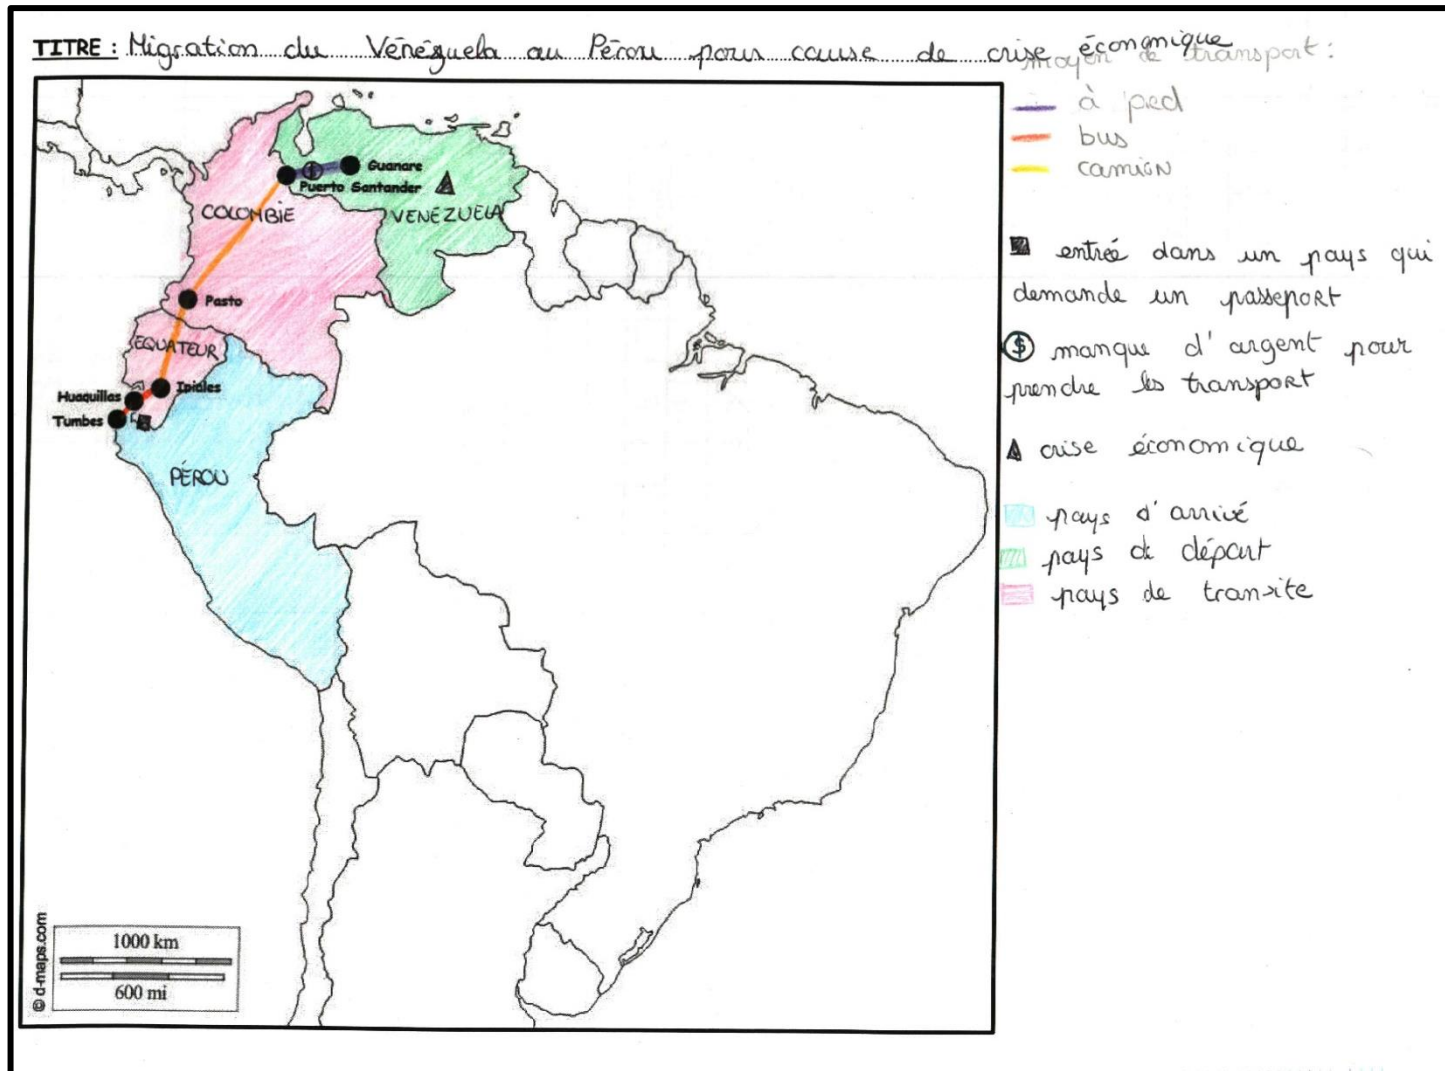 TITRE : Migration du Vénézuela au Pérou pour cause de crise économique
moyen de transport :
à pied
bus
camion
entrée dans un pays qui
demande un passeport
$ manque d'argent pour
prendre les transport
crise économique
pays d'arrivé
pays de départ
pays de transite
Guanare
$
Puerto Santander
COLOMBIE
VENÉZUELA
Pasto
EQUATEUR
Ipiales
Huaquillas
Tumbes
PÉROU
1000 km
600 mi
© d-maps.com